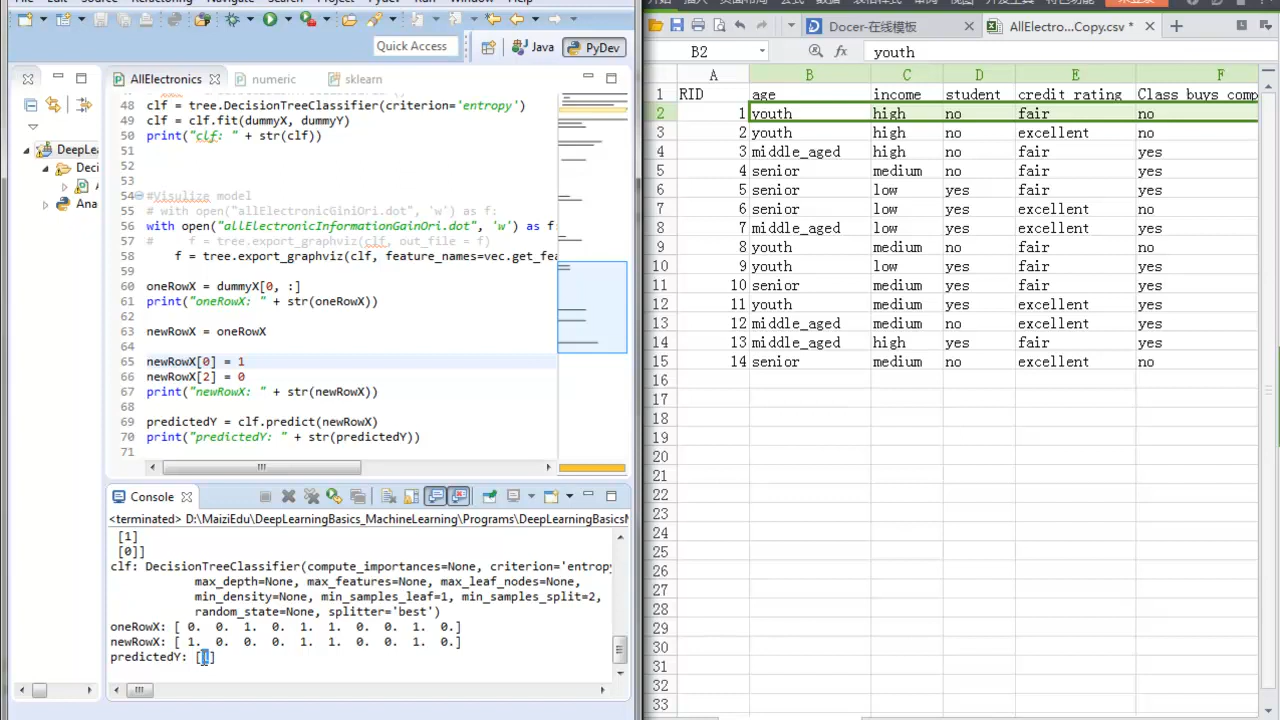 Quick Access
Java
PyDev
Docer-在线模板
AllElectro...Copy.csv *
B2
fx
youth
AllElectronics
numeric
sklearn
48 clf = tree.DecisionTreeClassifier(criterion='entropy')
49 clf = clf.fit(dummyX, dummyY)
50 print("clf: " + str(clf))
51
52
53
54 #Visulize model
55 # with open("allElectronicGiniOri.dot", 'w') as f:
56 with open("allElectronicInformationGainOri.dot", 'w') as f:
57 #     f = tree.export_graphviz(clf, out_file = f)
58     f = tree.export_graphviz(clf, feature_names=vec.get_fea
59
60 oneRowX = dummyX[0, :]
61 print("oneRowX: " + str(oneRowX))
62
63 newRowX = oneRowX
64
65 newRowX[0] = 1
66 newRowX[2] = 0
67 print("newRowX: " + str(newRowX))
68
69 predictedY = clf.predict(newRowX)
70 print("predictedY: " + str(predictedY))
71
DeepLea
Deci
Ana
Console
<terminated> D:\MaiziEdu\DeepLearningBasics_MachineLearning\Programs\DeepLearningBasicsM
[1]
[0]]
clf: DecisionTreeClassifier(compute_importances=None, criterion='entropy
max_depth=None, max_features=None, max_leaf_nodes=None,
min_density=None, min_samples_leaf=1, min_samples_split=2,
random_state=None, splitter='best')
oneRowX: [ 0. 0. 1. 0. 1. 1. 0. 0. 1. 0.]
newRowX: [ 1. 0. 0. 0. 1. 1. 0. 0. 1. 0.]
predictedY: [ ]
A B C D E F
1 RID age income student credit_rating Class_buys_comp
2 1 youth high no fair no
3 2 youth high no excellent no
4 3 middle_aged high no fair yes
5 4 senior medium no fair yes
6 5 senior low yes fair yes
7 6 senior low yes excellent no
8 7 middle_aged low yes excellent yes
9 8 youth medium no fair no
10 9 youth low yes fair yes
11 10 senior medium yes fair yes
12 11 youth medium yes excellent yes
13 12 middle_aged medium no excellent yes
14 13 middle_aged high yes fair yes
15 14 senior medium no excellent no
16
17
18
19
20
21
22
23
24
25
26
27
28
29
30
31
32
33